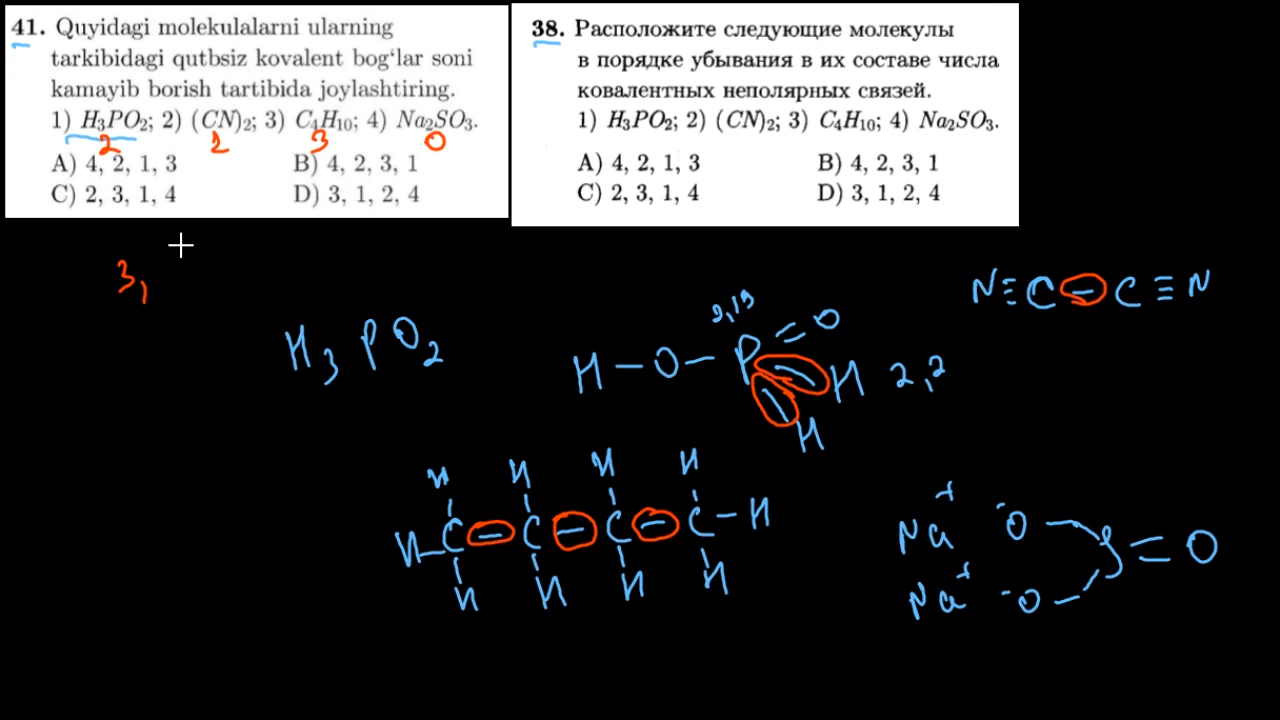 41. Quyidagi molekulalarni ularning
tarkibidagi qutbsiz kovalent bog‘lar soni
kamayib borish tartibida joylashtiring.
1) H₃PO₂; 2) (CN)₂; 3) C₄H₁₀; 4) Na₂SO₃.
2 2 3 0
A) 4, 2, 1, 3 B) 4, 2, 3, 1
C) 2, 3, 1, 4 D) 3, 1, 2, 4
38. Расположите следующие молекулы
в порядке убывания в их составе числа
ковалентных неполярных связей.
1) H₃PO₂; 2) (CN)₂; 3) C₄H₁₀; 4) Na₂SO₃.
A) 4, 2, 1, 3 B) 4, 2, 3, 1
C) 2, 3, 1, 4 D) 3, 1, 2, 4
3,
H₃PO₂
2,19
H – O – P = O
H 2,2
H
N ≡ C – C ≡ N
H H H H
H – C – C – C – C – H
H H H H
Na⁺ ⁻O – S = O
Na⁺ ⁻O –